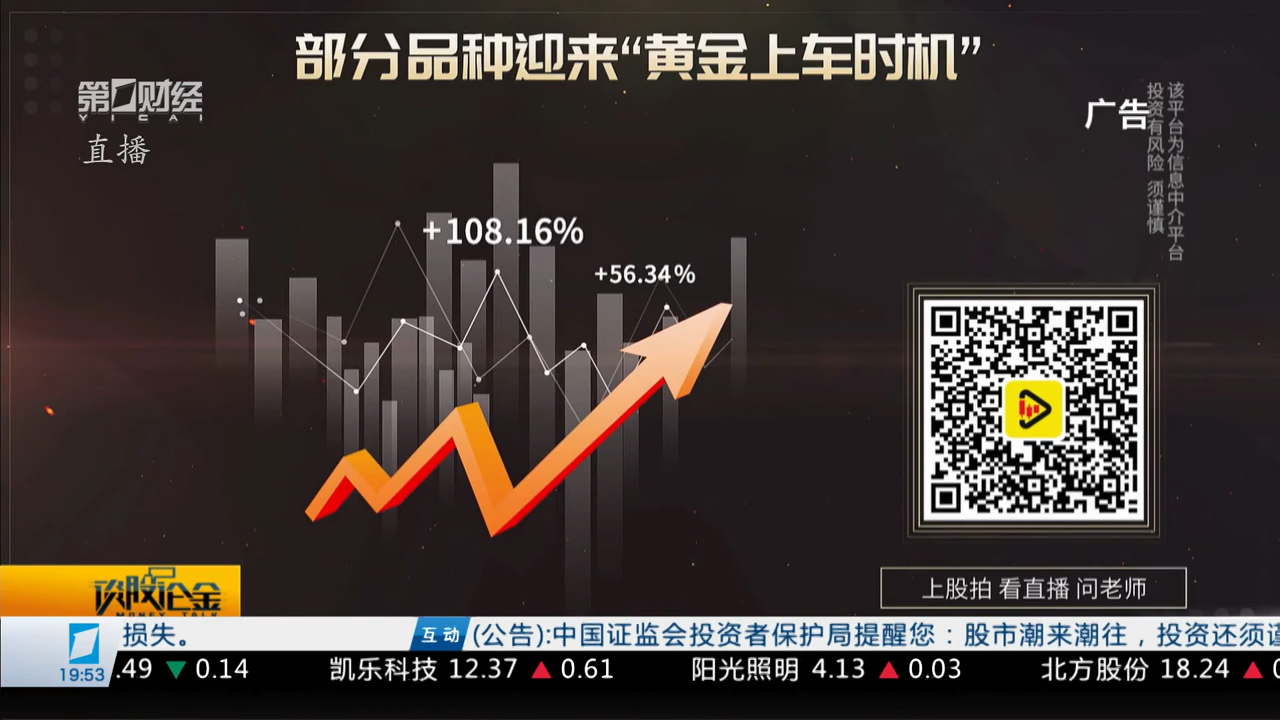 部分品种迎来“黄金上车时机”
第一财经
YICAI
直播
广告
该平台为信息中介平台
投资有风险 须谨慎
+108.16%
+56.34%
上股拍 看直播 问老师
谈股论金
MONEY TALK
损失。
互动
(公告):中国证监会投资者保护局提醒您：股市潮来潮往，投资还须谨
19:53
.49 ▼ 0.14 凯乐科技 12.37 ▲ 0.61 阳光照明 4.13 ▲ 0.03 北方股份 18.24 ▲ 0